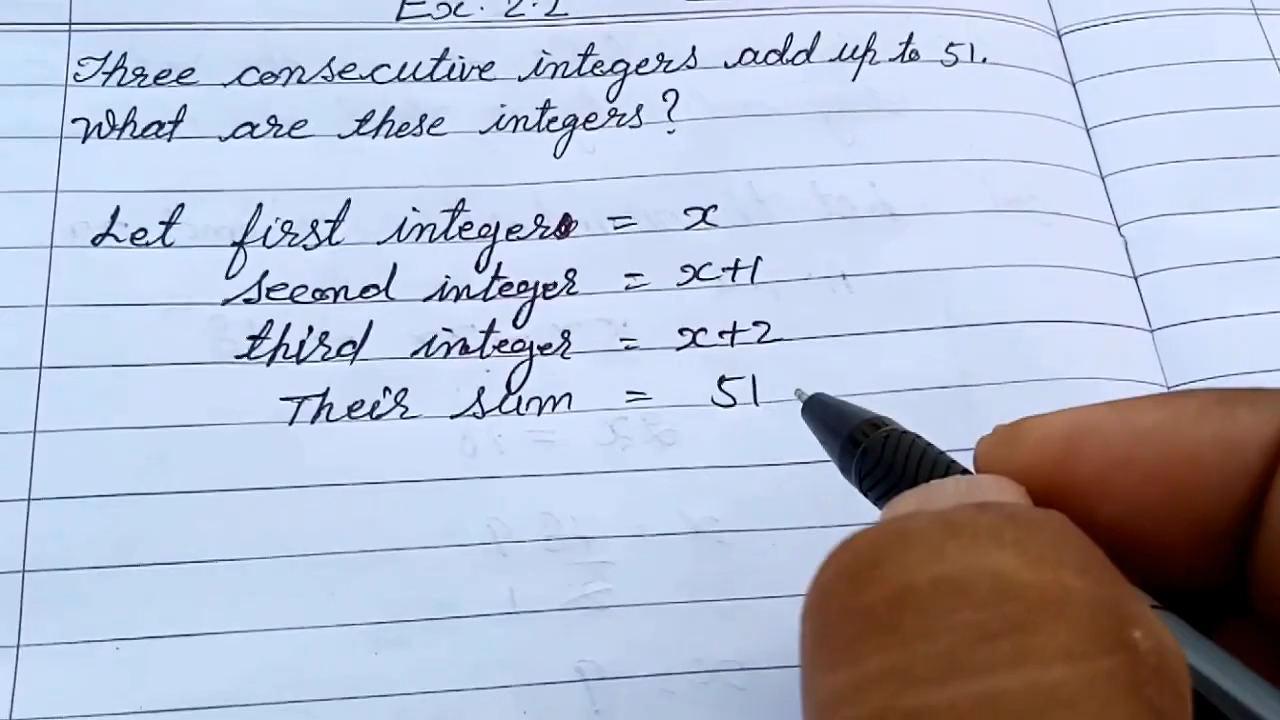 Ex. 2.2
Three consecutive integers add up to 51.
What are these integers?
Let first integer = x
second integer = x+1
third integer = x+2
Their sum = 51